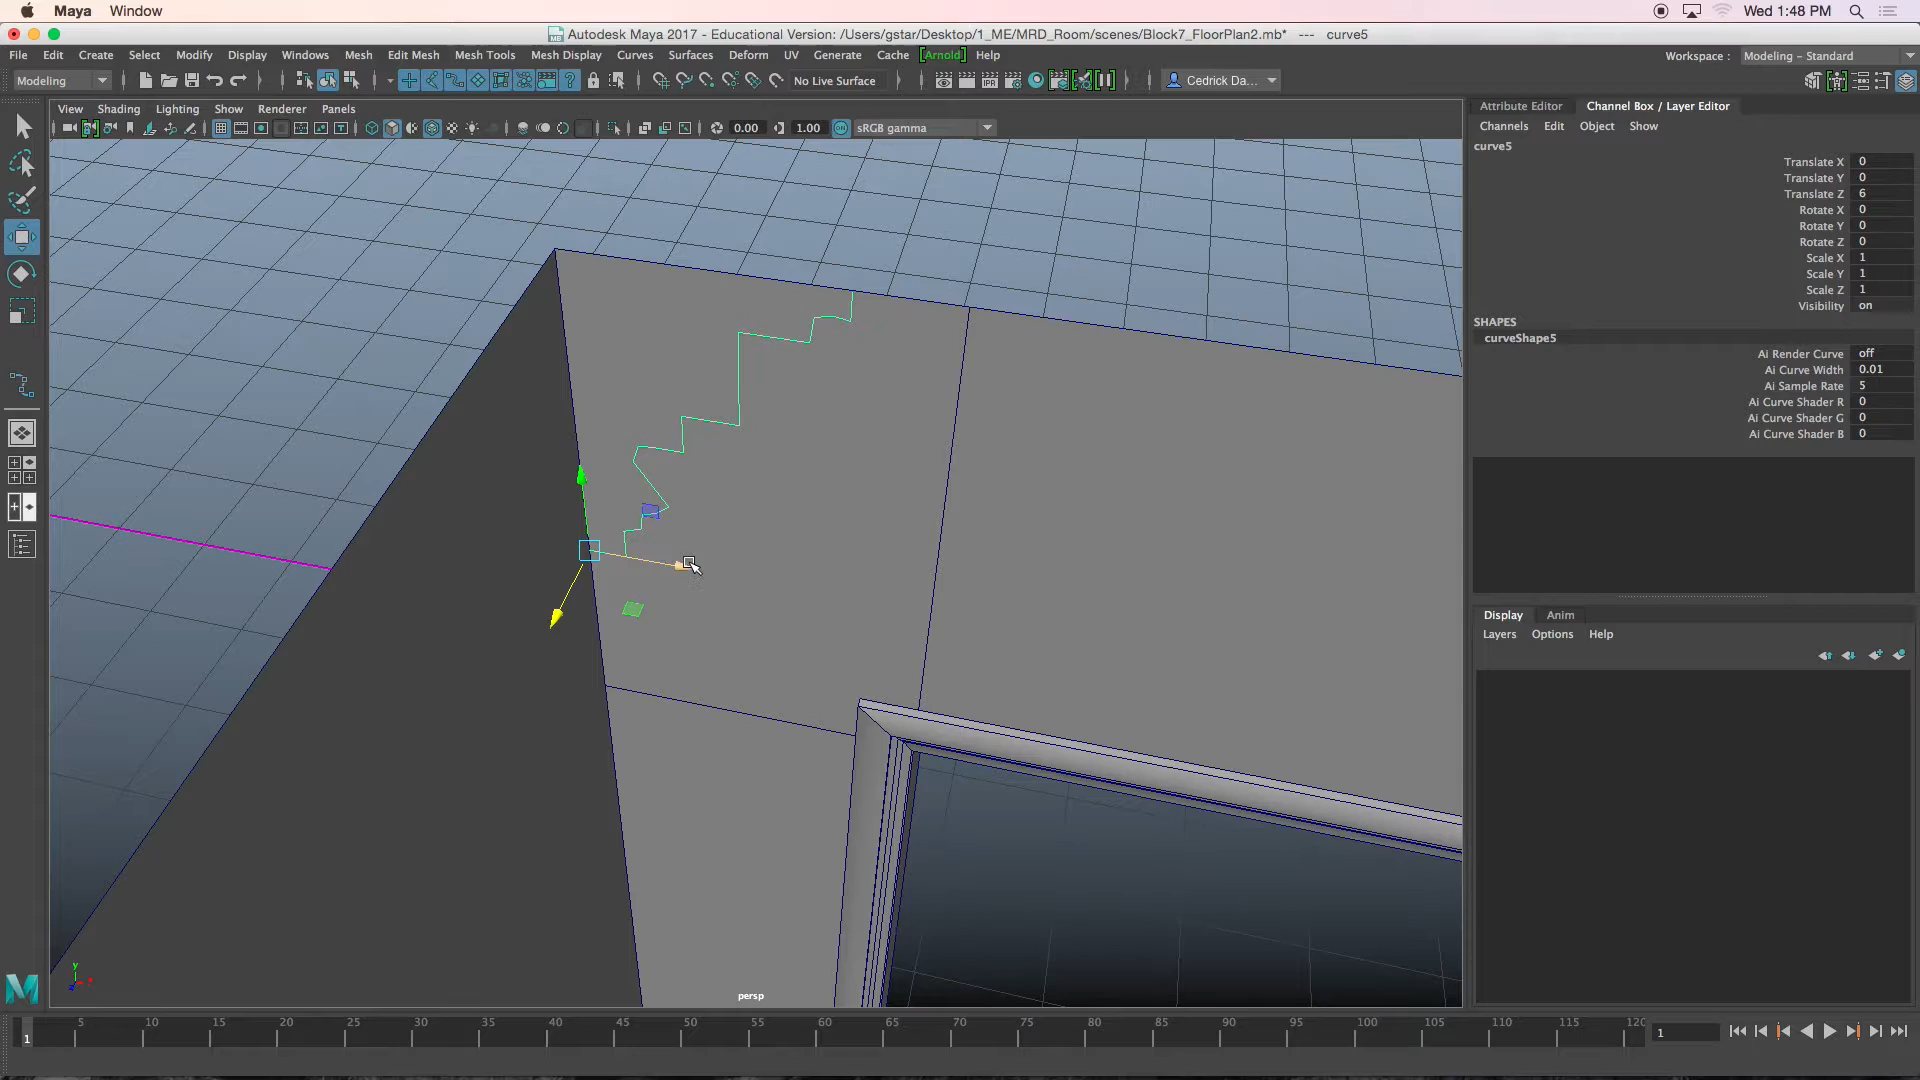 Maya Window Wed 1:48 PM
Autodesk Maya 2017 - Educational Version: /Users/gstar/Desktop/1_ME/MRD_Room/scenes/Block7_FloorPlan2.mb* --- curve5
File Edit Create Select Modify Display Windows Mesh Edit Mesh Mesh Tools Mesh Display Curves Surfaces Deform UV Generate Cache [Arnold] Help Workspace : Modeling - Standard
Modeling No Live Surface Cedrick Da...
View Shading Lighting Show Renderer Panels
0.00 1.00 sRGB gamma
Attribute Editor Channel Box / Layer Editor
Channels Edit Object Show
curve5
Translate X 0
Translate Y 0
Translate Z 6
Rotate X 0
Rotate Y 0
Rotate Z 0
Scale X 1
Scale Y 1
Scale Z 1
Visibility on
SHAPES
curveShape5
Ai Render Curve off
Ai Curve Width 0.01
Ai Sample Rate 5
Ai Curve Shader R 0
Ai Curve Shader G 0
Ai Curve Shader B 0
Display Anim
Layers Options Help
y
persp
5 10 15 20 25 30 35 40 45 50 55 60 65 70 75 80 85 90 95 100 105 110 115 120
1
1